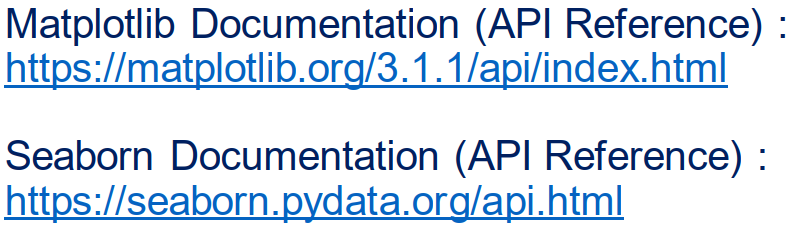 Matplotlib Documentation (API Reference) :
https://matplotlib.org/3.1.1/api/index.html
Seaborn Documentation (API Reference) :
https://seaborn.pydata.org/api.html